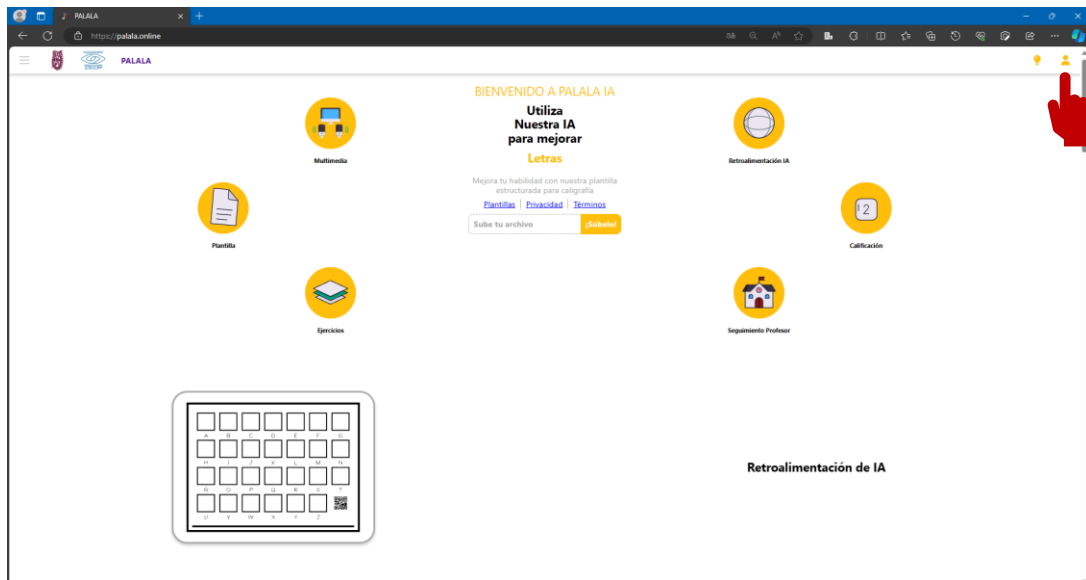 PALALA
https://palala.online
PALALA
BIENVENIDO A PALALA IA
Utiliza
Nuestra IA
para mejorar
Letras
Mejora tu habilidad con nuestra plantilla
estructurada para caligrafía
Plantillas | Privacidad | Términos
Sube tu archivo ¡Súbelo!
Multimedia
Retroalimentación IA
Plantilla
12
Calificación
Ejercicios
Seguimiento Profesor
A B C D E F G
H I J K L M N
Ñ O P Q R S T
U V W X Y Z
Retroalimentación de IA